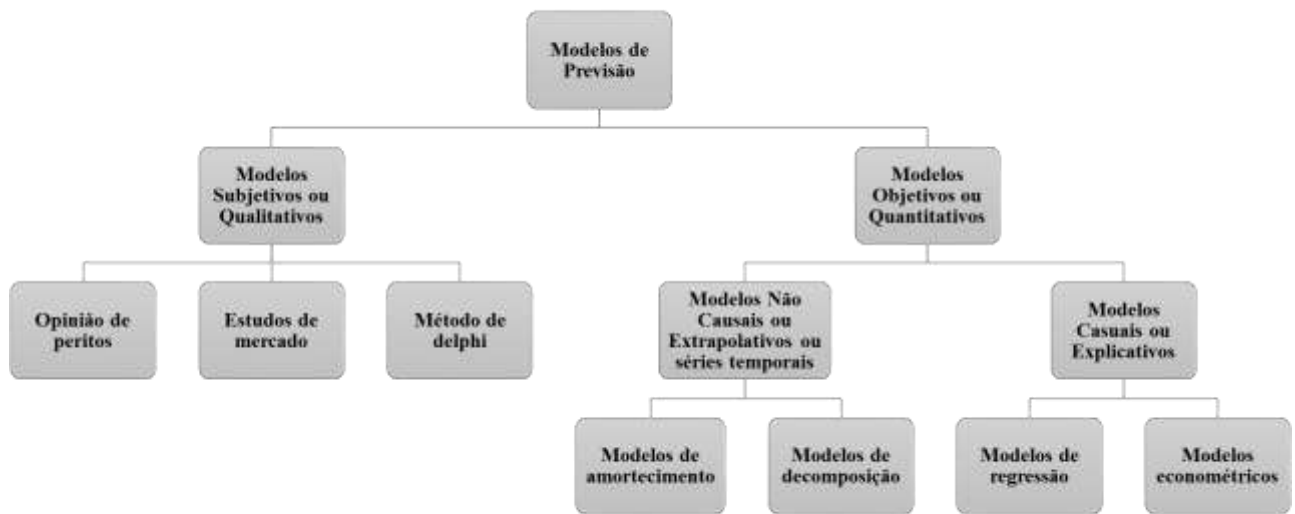 Modelos de
Previsão
Modelos
Subjetivos ou
Qualitativos
Modelos
Objetivos ou
Quantitativos
Opinião de
peritos
Estudos de
mercado
Método de
delphi
Modelos Não
Causais ou
Extrapolativos ou
séries temporais
Modelos
Casuais ou
Explicativos
Modelos de
amortecimento
Modelos de
decomposição
Modelos de
regressão
Modelos
econométricos